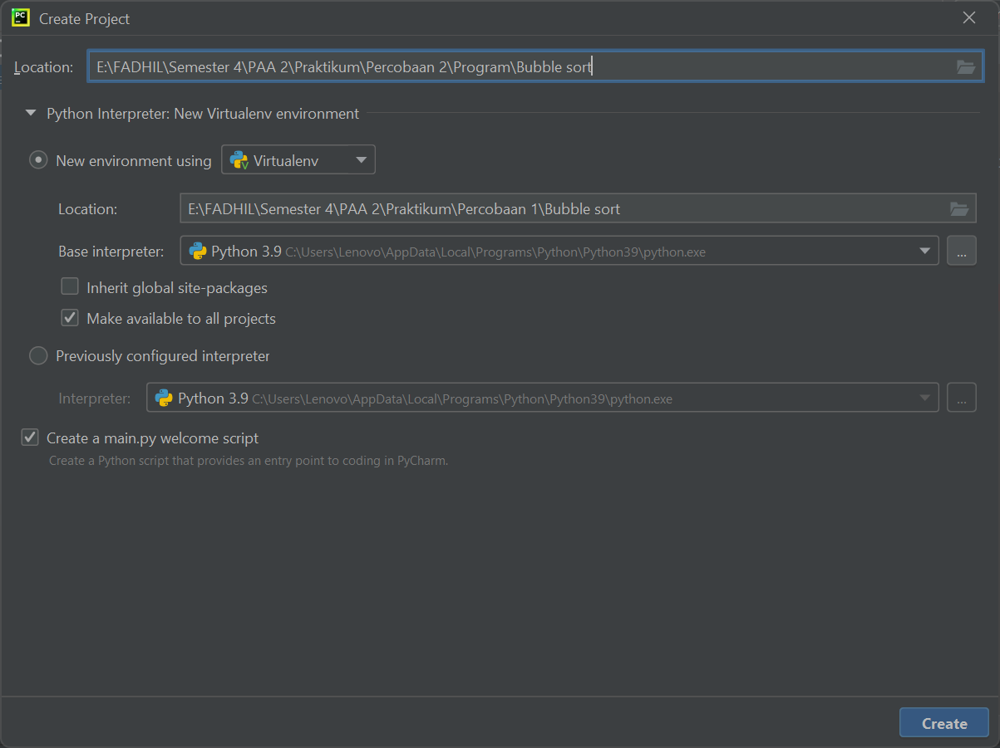 PC Create Project
Location: E:\FADHIL\Semester 4\PAA 2\Praktikum\Percobaan 2\Program\Bubble sort
Python Interpreter: New Virtualenv environment
New environment using V Virtualenv
Location: E:\FADHIL\Semester 4\PAA 2\Praktikum\Percobaan 1\Bubble sort
Base interpreter: Python 3.9 C:\Users\Lenovo\AppData\Local\Programs\Python\Python39\python.exe ...
Inherit global site-packages
Make available to all projects
Previously configured interpreter
Interpreter: Python 3.9 C:\Users\Lenovo\AppData\Local\Programs\Python\Python39\python.exe ...
Create a main.py welcome script
Create a Python script that provides an entry point to coding in PyCharm.
Create